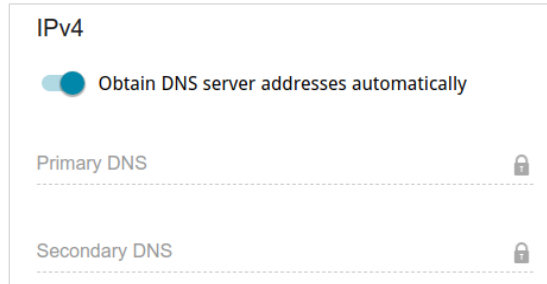 IPv4
Obtain DNS server addresses automatically
Primary DNS
Secondary DNS